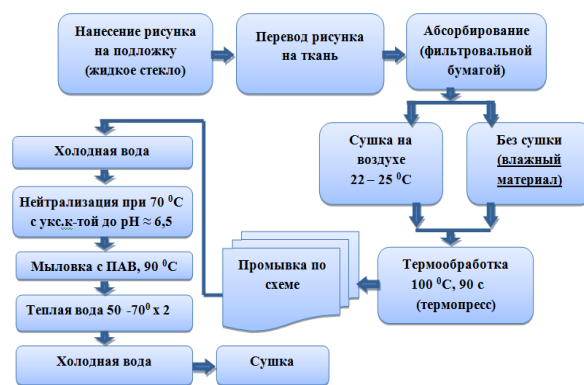 Нанесение рисунка
на подложку
(жидкое стекло)
Перевод рисунка
на ткань
Абсорбирование
(фильтровальной
бумагой)
Сушка на
воздухе
22 – 25 ⁰С
Без сушки
(влажный
материал)
Термообработка
100 ⁰С, 90 с
(термопресс)
Промывка по
схеме
Холодная вода
Нейтрализация при 70 ⁰С
с укс.к-той до pH ≈ 6,5
Мыловка с ПАВ, 90 ⁰С
Теплая вода 50 -70⁰ х 2
Холодная вода
Сушка